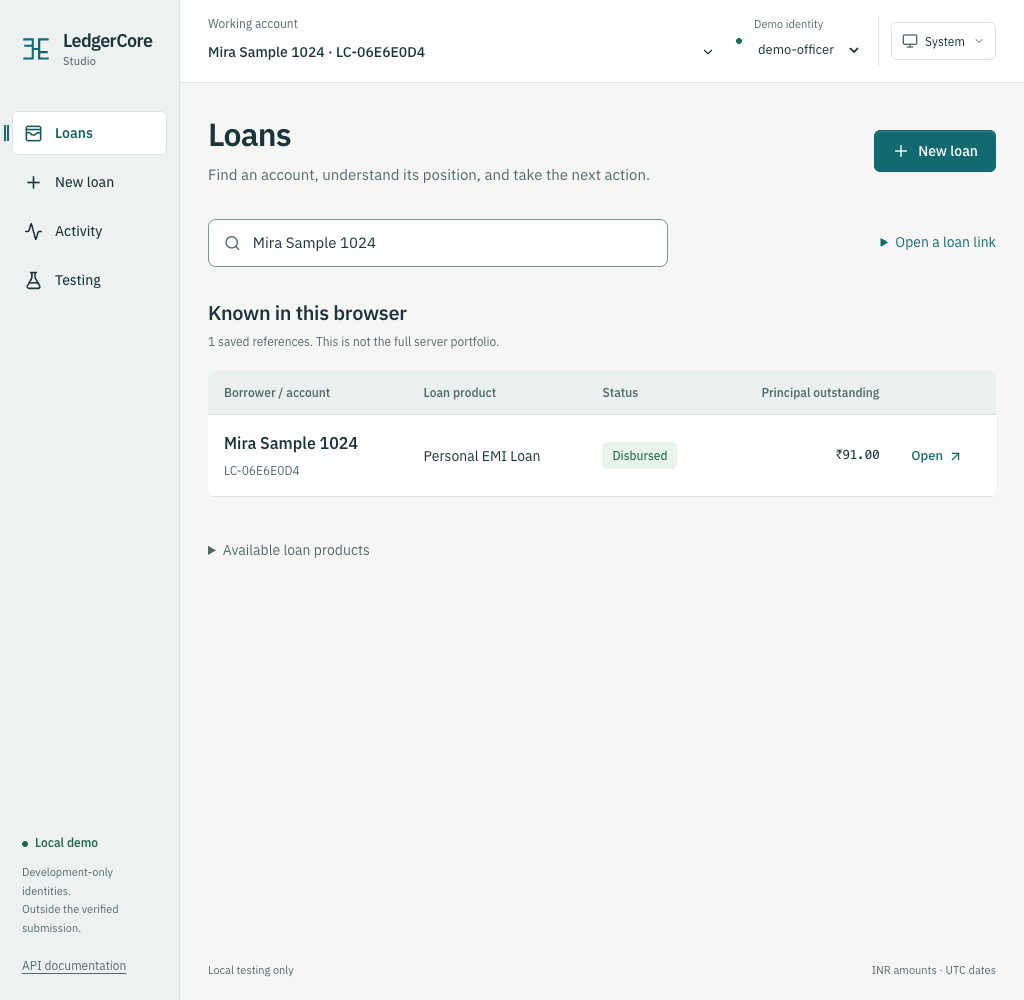 LedgerCore
Studio
Loans
New loan
Activity
Testing
Local demo
Development-only
identities.
Outside the verified
submission.
API documentation
Working account
Mira Sample 1024 · LC-06E6E0D4
Demo identity
demo-officer
System
Loans
Find an account, understand its position, and take the next action.
New loan
Mira Sample 1024
Open a loan link
Known in this browser
1 saved references. This is not the full server portfolio.
Borrower / account Loan product Status Principal outstanding
Mira Sample 1024
LC-06E6E0D4
Personal EMI Loan
Disbursed
₹91.00
Open
Available loan products
Local testing only
INR amounts · UTC dates